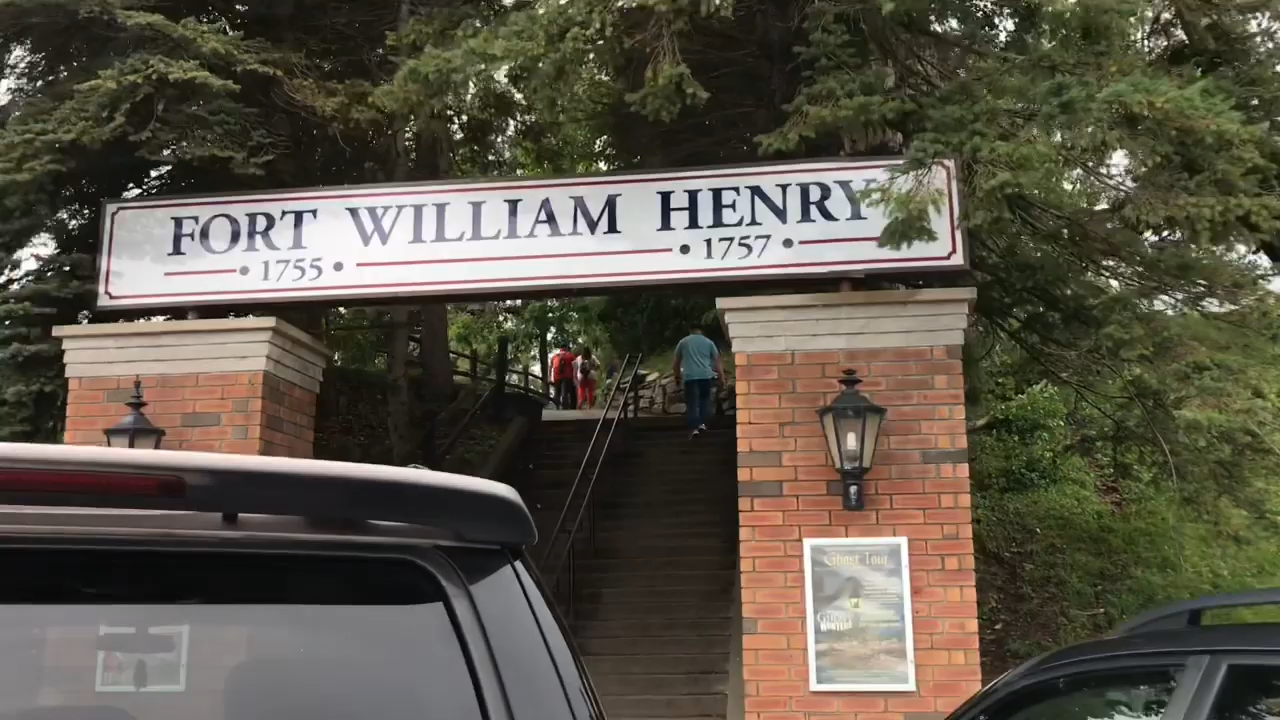 FORT WILLIAM HENRY
• 1755 • • 1757 •
Ghost Tour